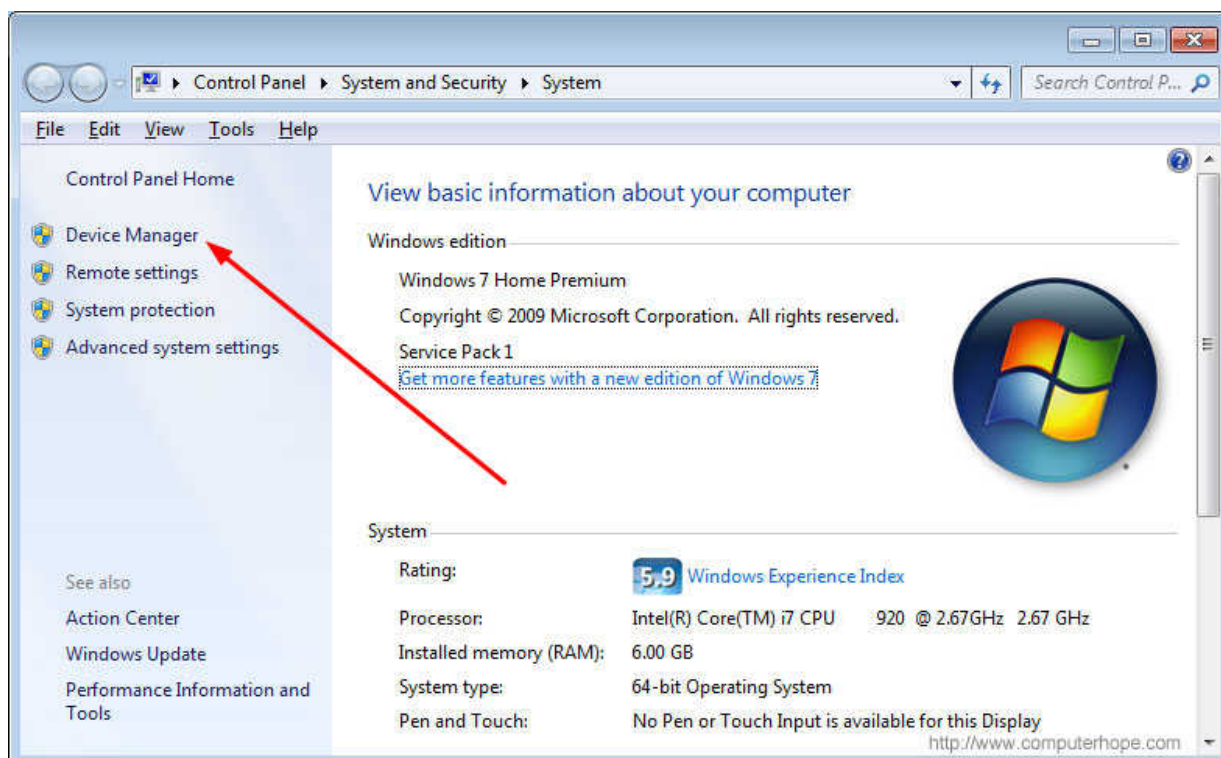 Control Panel System and Security System
Search Control P...
File Edit View Tools Help
Control Panel Home
Device Manager
Remote settings
System protection
Advanced system settings
See also
Action Center
Windows Update
Performance Information and
Tools
View basic information about your computer
Windows edition
Windows 7 Home Premium
Copyright © 2009 Microsoft Corporation. All rights reserved.
Service Pack 1
Get more features with a new edition of Windows 7
System
Rating: 5,9 Windows Experience Index
Processor: Intel(R) Core(TM) i7 CPU 920 @ 2.67GHz 2.67 GHz
Installed memory (RAM): 6.00 GB
System type: 64-bit Operating System
Pen and Touch: No Pen or Touch Input is available for this Display
http://www.computerhope.com